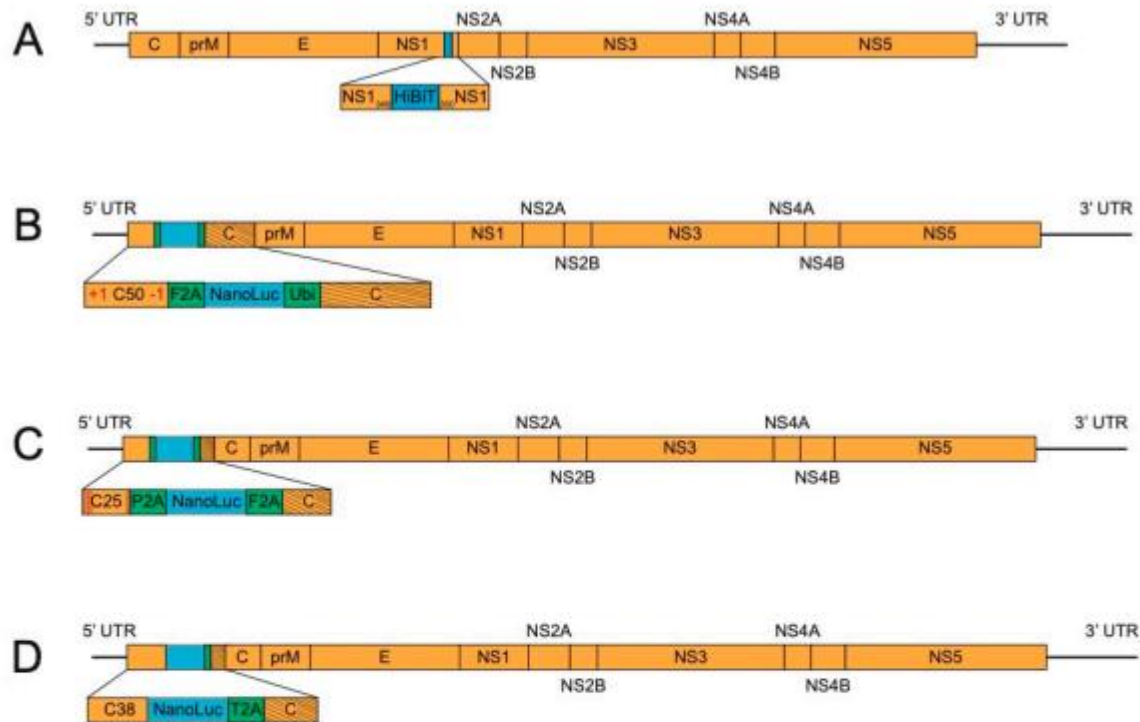 A
5' UTR
NS2A
NS4A
3' UTR
C prM E NS1 NS3 NS5
NS2B
NS4B
NS1 HiBiT NS1
B
5' UTR
NS2A
NS4A
3' UTR
C prM E NS1 NS3 NS5
NS2B
NS4B
+1 C50 -1 F2A NanoLuc Ubi C
C
5' UTR
NS2A
NS4A
3' UTR
C prM E NS1 NS3 NS5
NS2B
NS4B
C25 P2A NanoLuc F2A C
D
5' UTR
NS2A
NS4A
3' UTR
C prM E NS1 NS3 NS5
NS2B
NS4B
C38 NanoLuc T2A C